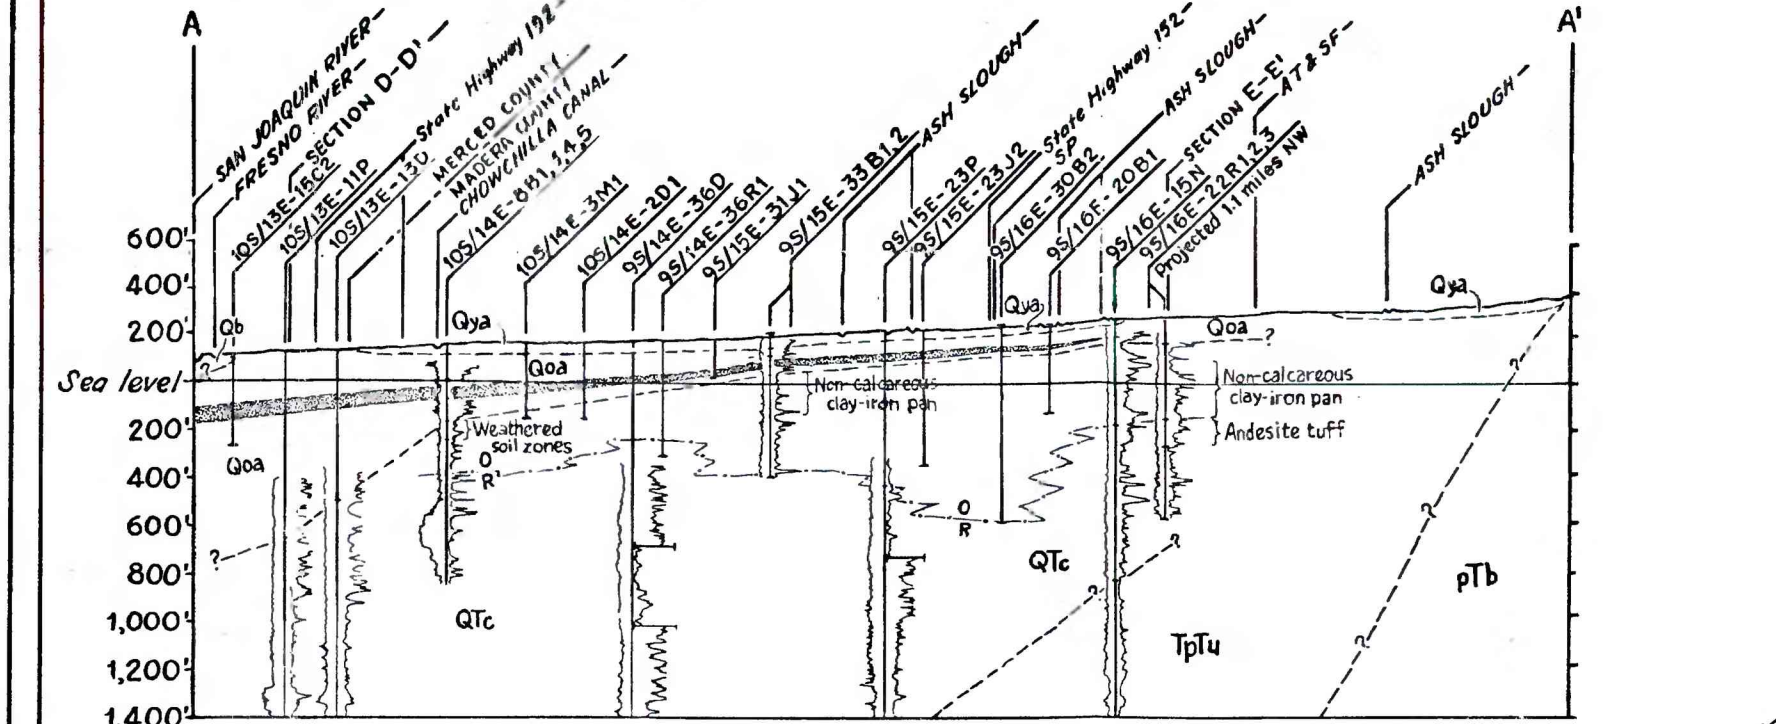 A
A'
SAN JOAQUIN RIVER
FRESNO RIVER
SECTION D-D'
10S/13E-15C2
10S/13E-11P
State Highway 152
10S/13E-13D
MERCED COUNTY
MADERA COUNTY
CHOWCHILLA CANAL
10S/14E-3M1
10S/14E-2D1
9S/14E-36D
9S/14E-36R1
9S/15E-31J1
9S/15E-33B1,2
ASH SLOUGH
9S/15E-23P
9S/15E-23J2
State Highway 152
SP
9S/16E-30B2
ASH SLOUGH
9S/16E-20B1
SECTION E-E'
AT & SF
9S/16E-15N
9S/16E-22R1,2,3
Projected 1.1 miles NW
ASH SLOUGH
600'
400'
200'
Sea level
200'
400'
600'
800'
1,000'
1,200'
1,400'
Qb
Qya
Qya
Qya
Qoa
Qoa
Qoa
?
?
?
Non-calcareous
clay-iron pan
Non-calcareous
clay-iron pan
Andesite tuff
Weathered
soil zones
O
R
O
R
QTc
QTc
?
?
TpTu
pTb
?
?
?